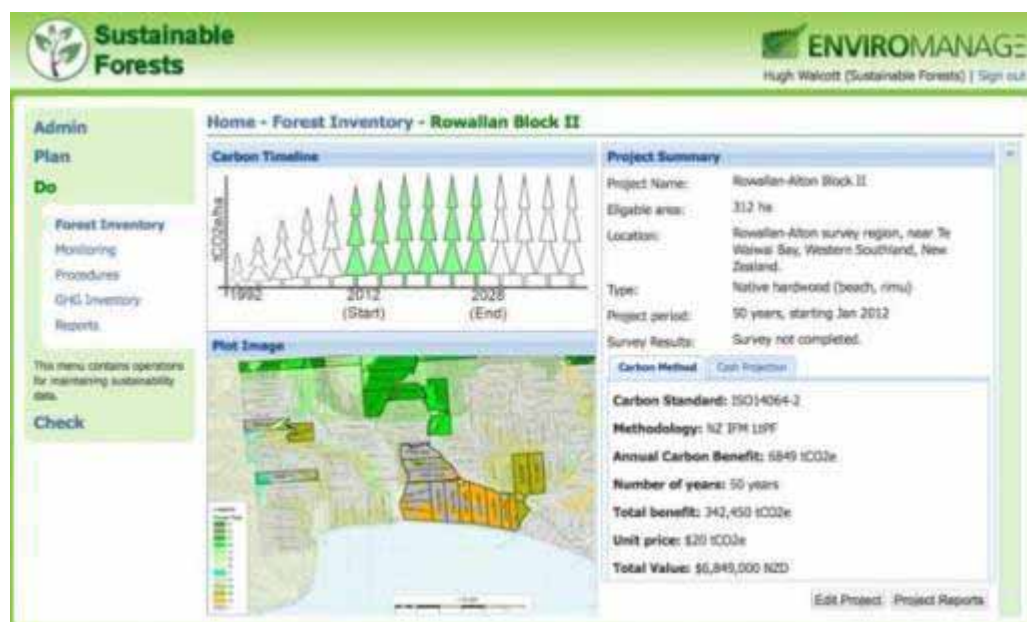 Sustainable
Forests
ENVIROMANAGE
Hugh Walcott (Sustainable Forests) | Sign out
Admin
Plan
Do
Forest Inventory
Monitoring
Procedures
GHG Inventory
Reports
This menu contains operations
for maintaining sustainability
data.
Check
Home - Forest Inventory - Rowallan Block II
Carbon Timeline
tCO2e/ha
1992
2012
2028
(Start)
(End)
Plot Image
Project Summary
Project Name: Rowallan-Alton Block II
Eligable area: 312 ha
Location: Rowallan-Alton survey region, near Te
Waiwai Bay, Western Southland, New
Zealand.
Type: Native hardwood (beach, rimu)
Project period: 50 years, starting Jan 2012
Survey Results: Survey not completed.
Carbon Method
Cash Projection
Carbon Standard: ISO14064-2
Methodology: NZ IFM LtPF
Annual Carbon Benefit: 6849 tCO2e
Number of years: 50 years
Total benefit: 342,450 tCO2e
Unit price: $20 tCO2e
Total Value: $6,849,000 NZD
Edit Project
Project Reports